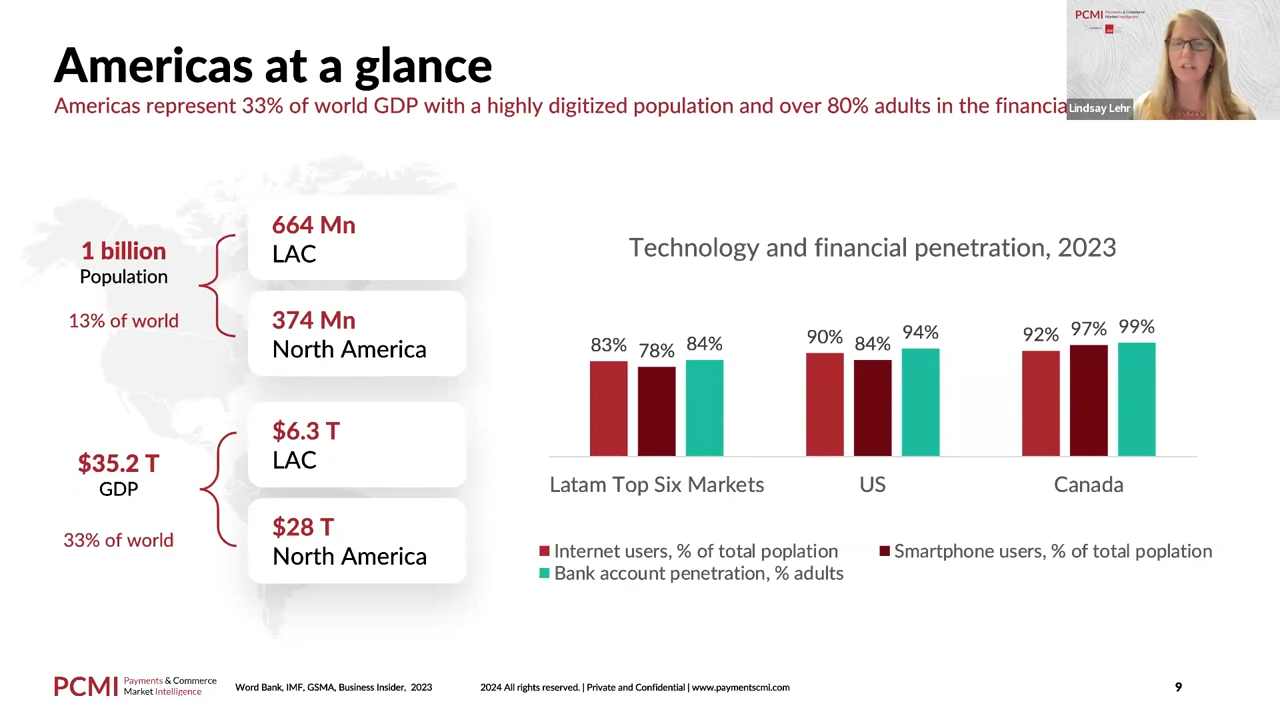 Americas at a glance
Americas represent 33% of world GDP with a highly digitized population and over 80% adults in the financia
PCMI Payments & Commerce
Market Intelligence
Lindsay Lehr
1 billion
Population
13% of world
664 Mn
LAC
374 Mn
North America
$35.2 T
GDP
33% of world
$6.3 T
LAC
$28 T
North America
Technology and financial penetration, 2023
83% 78% 84% 90% 84% 94% 92% 97% 99%
Latam Top Six Markets US Canada
Internet users, % of total poplation Smartphone users, % of total poplation
Bank account penetration, % adults
PCMI Payments & Commerce
Market Intelligence
Word Bank, IMF, GSMA, Business Insider, 2023
2024 All rights reserved. | Private and Confidential | www.paymentscmi.com
9